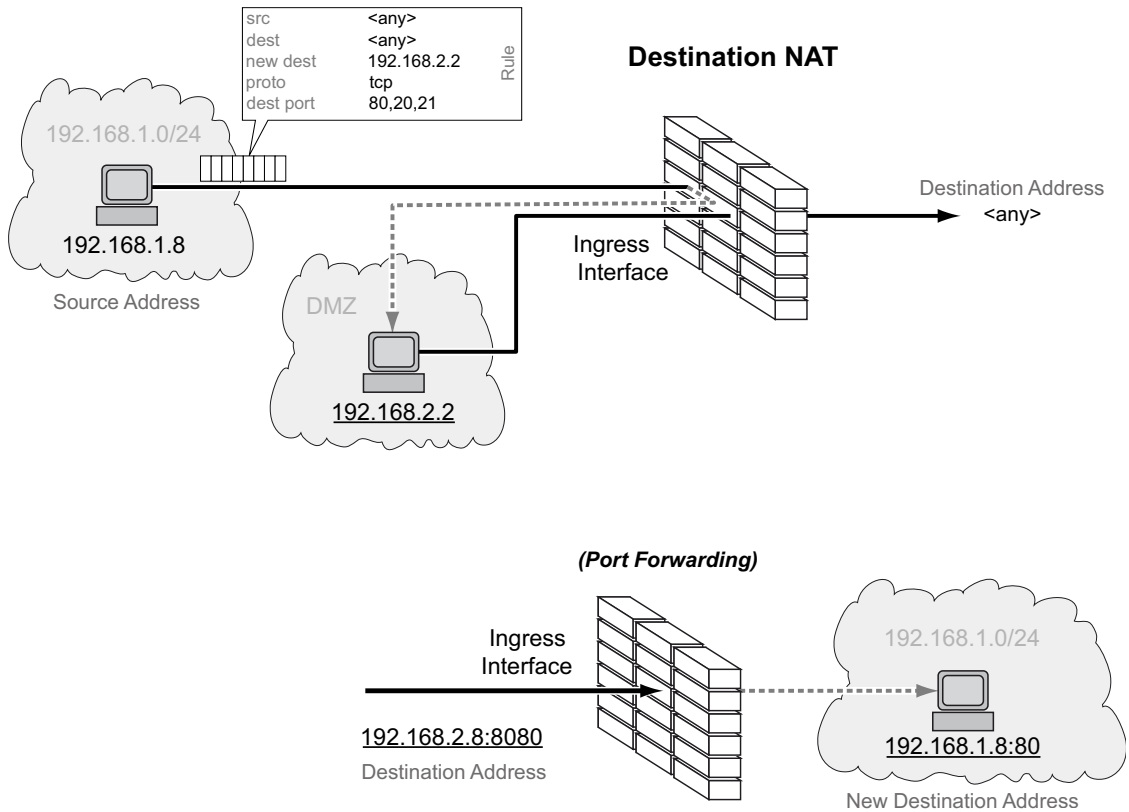 src <any>
dest <any>
new dest 192.168.2.2
proto tcp
dest port 80,20,21
Rule
Destination NAT
192.168.1.0/24
192.168.1.8
Source Address
Destination Address
<any>
Ingress
Interface
DMZ
192.168.2.2
(Port Forwarding)
Ingress
Interface
192.168.2.8:8080
Destination Address
192.168.1.0/24
192.168.1.8:80
New Destination Address